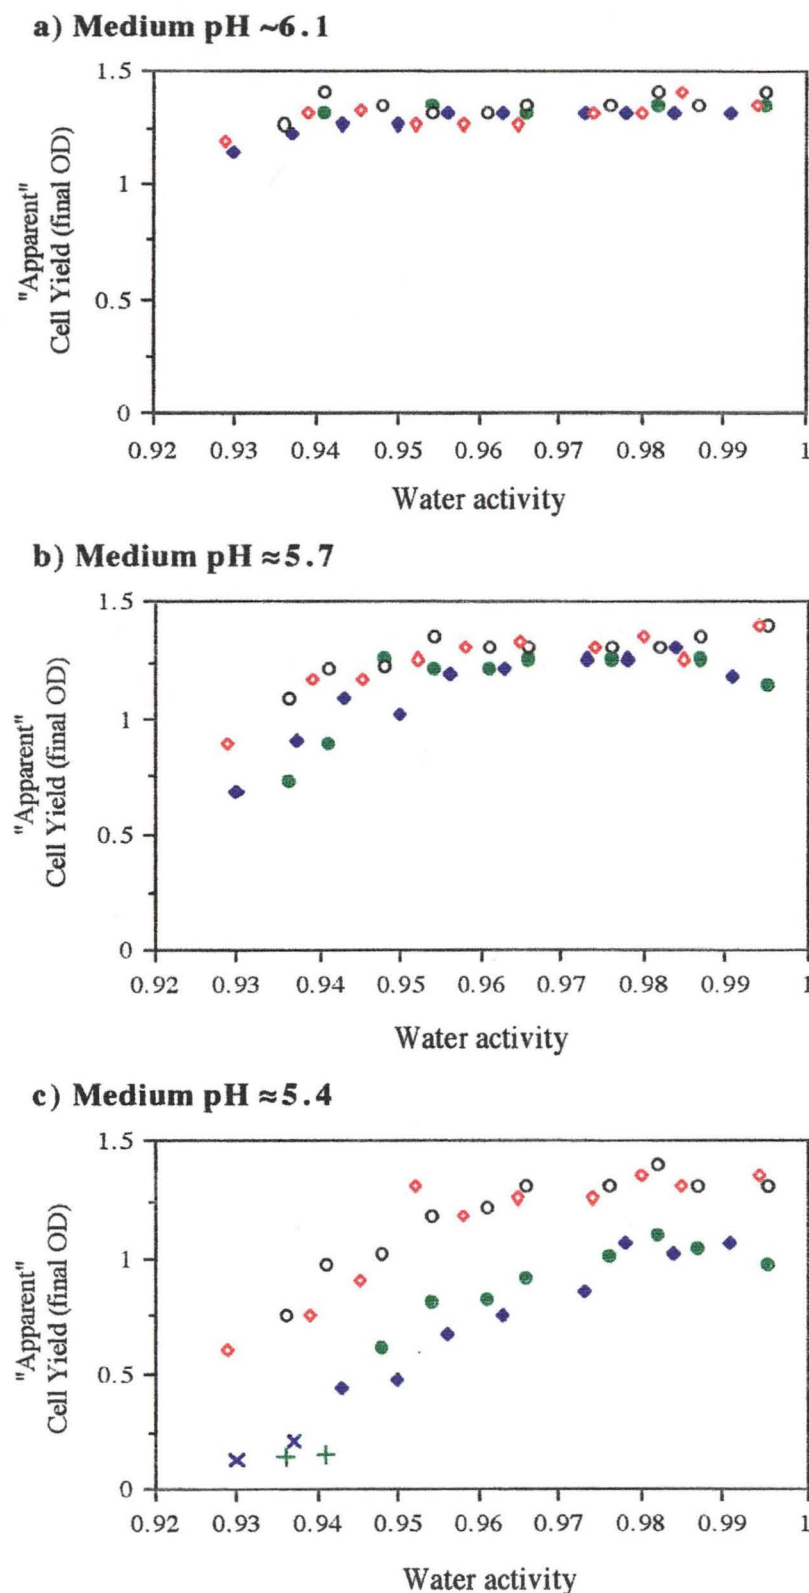 a) Medium pH ~6.1
1.5
1
0.5
0
"Apparent"
Cell Yield (final OD)
0.92 0.93 0.94 0.95 0.96 0.97 0.98 0.99 1
Water activity
b) Medium pH ≈5.7
1.5
1
0.5
0
"Apparent"
Cell Yield (final OD)
0.92 0.93 0.94 0.95 0.96 0.97 0.98 0.99 1
Water activity
c) Medium pH ≈5.4
1.5
1
0.5
0
"Apparent"
Cell Yield (final OD)
0.92 0.93 0.94 0.95 0.96 0.97 0.98 0.99 1
Water activity